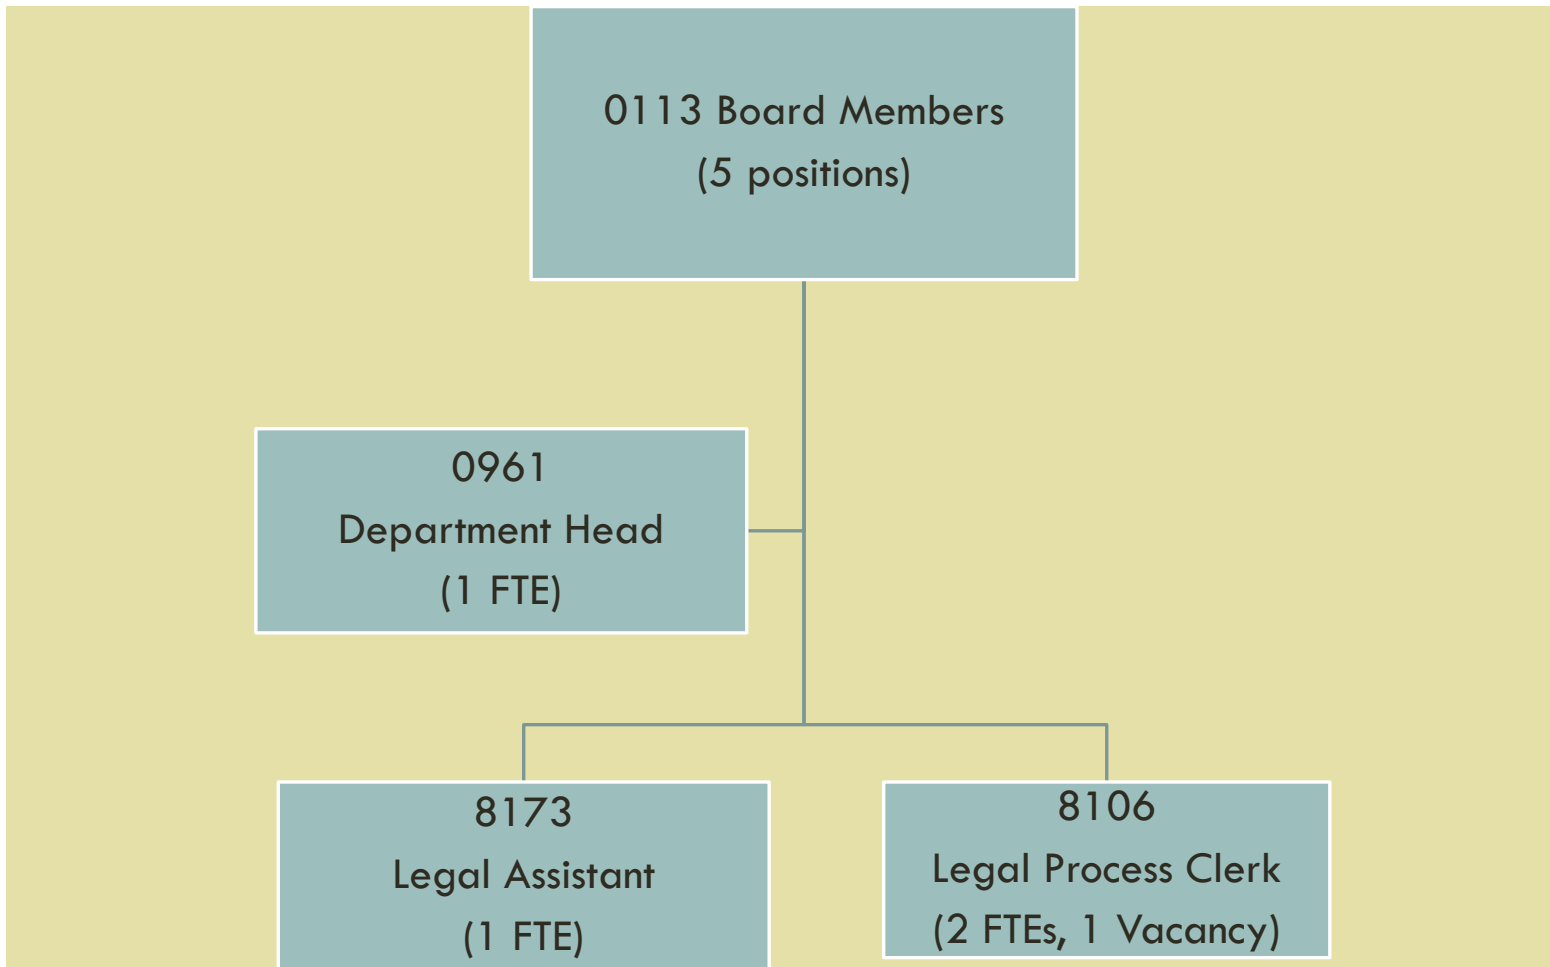 0113 Board Members
(5 positions)
0961
Department Head
(1 FTE)
8173
Legal Assistant
(1 FTE)
8106
Legal Process Clerk
(2 FTEs, 1 Vacancy)